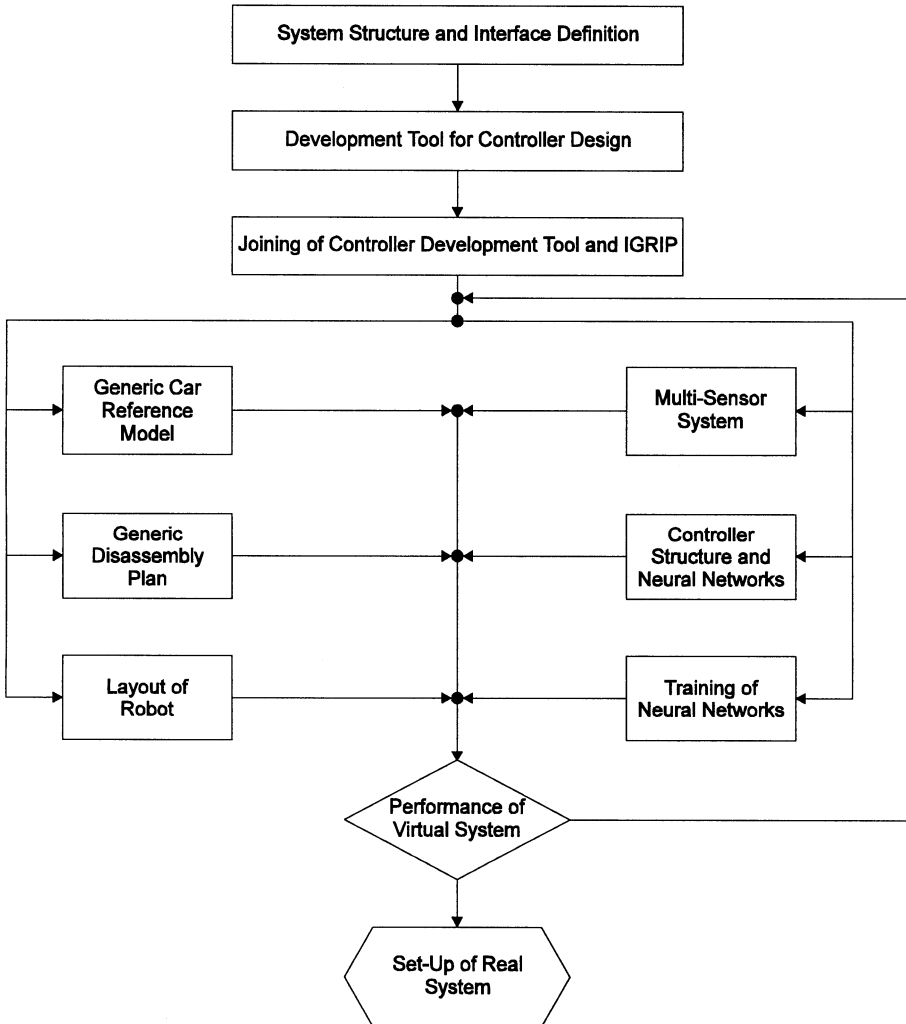 System Structure and Interface Definition
Development Tool for Controller Design
Joining of Controller Development Tool and IGRIP
Generic Car
Reference
Model
Multi-Sensor
System
Generic
Disassembly
Plan
Controller
Structure and
Neural Networks
Layout of
Robot
Training of
Neural Networks
Performance of
Virtual System
Set-Up of Real
System